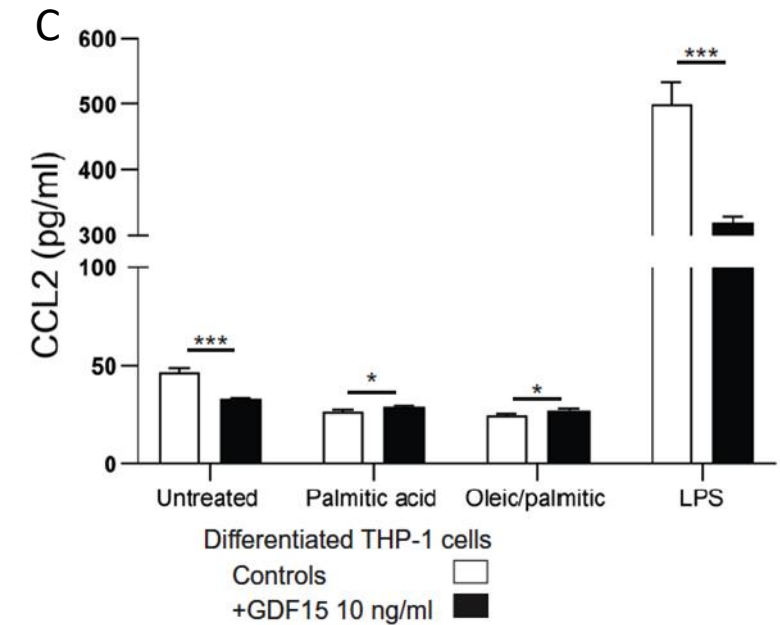 C
CCL2 (pg/ml)
600
500
400
300
100
50
0
***
*
*
***
Untreated Palmitic acid Oleic/palmitic LPS
Differentiated THP-1 cells
Controls
+GDF15 10 ng/ml